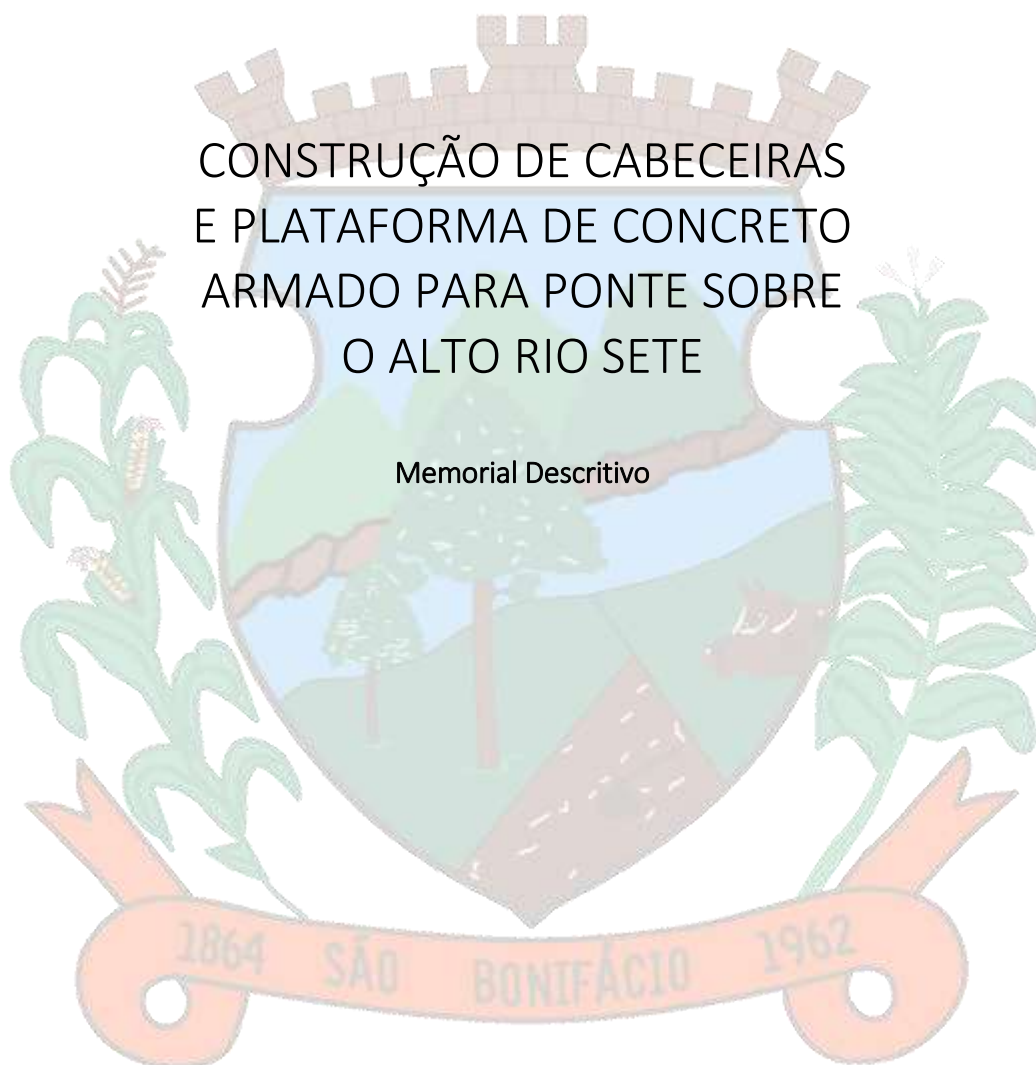 CONSTRUÇÃO DE CABECEIRAS
E PLATAFORMA DE CONCRETO
ARMADO PARA PONTE SOBRE
O ALTO RIO SETE
Memorial Descritivo
1864 SÃO BONIFÁCIO 1962